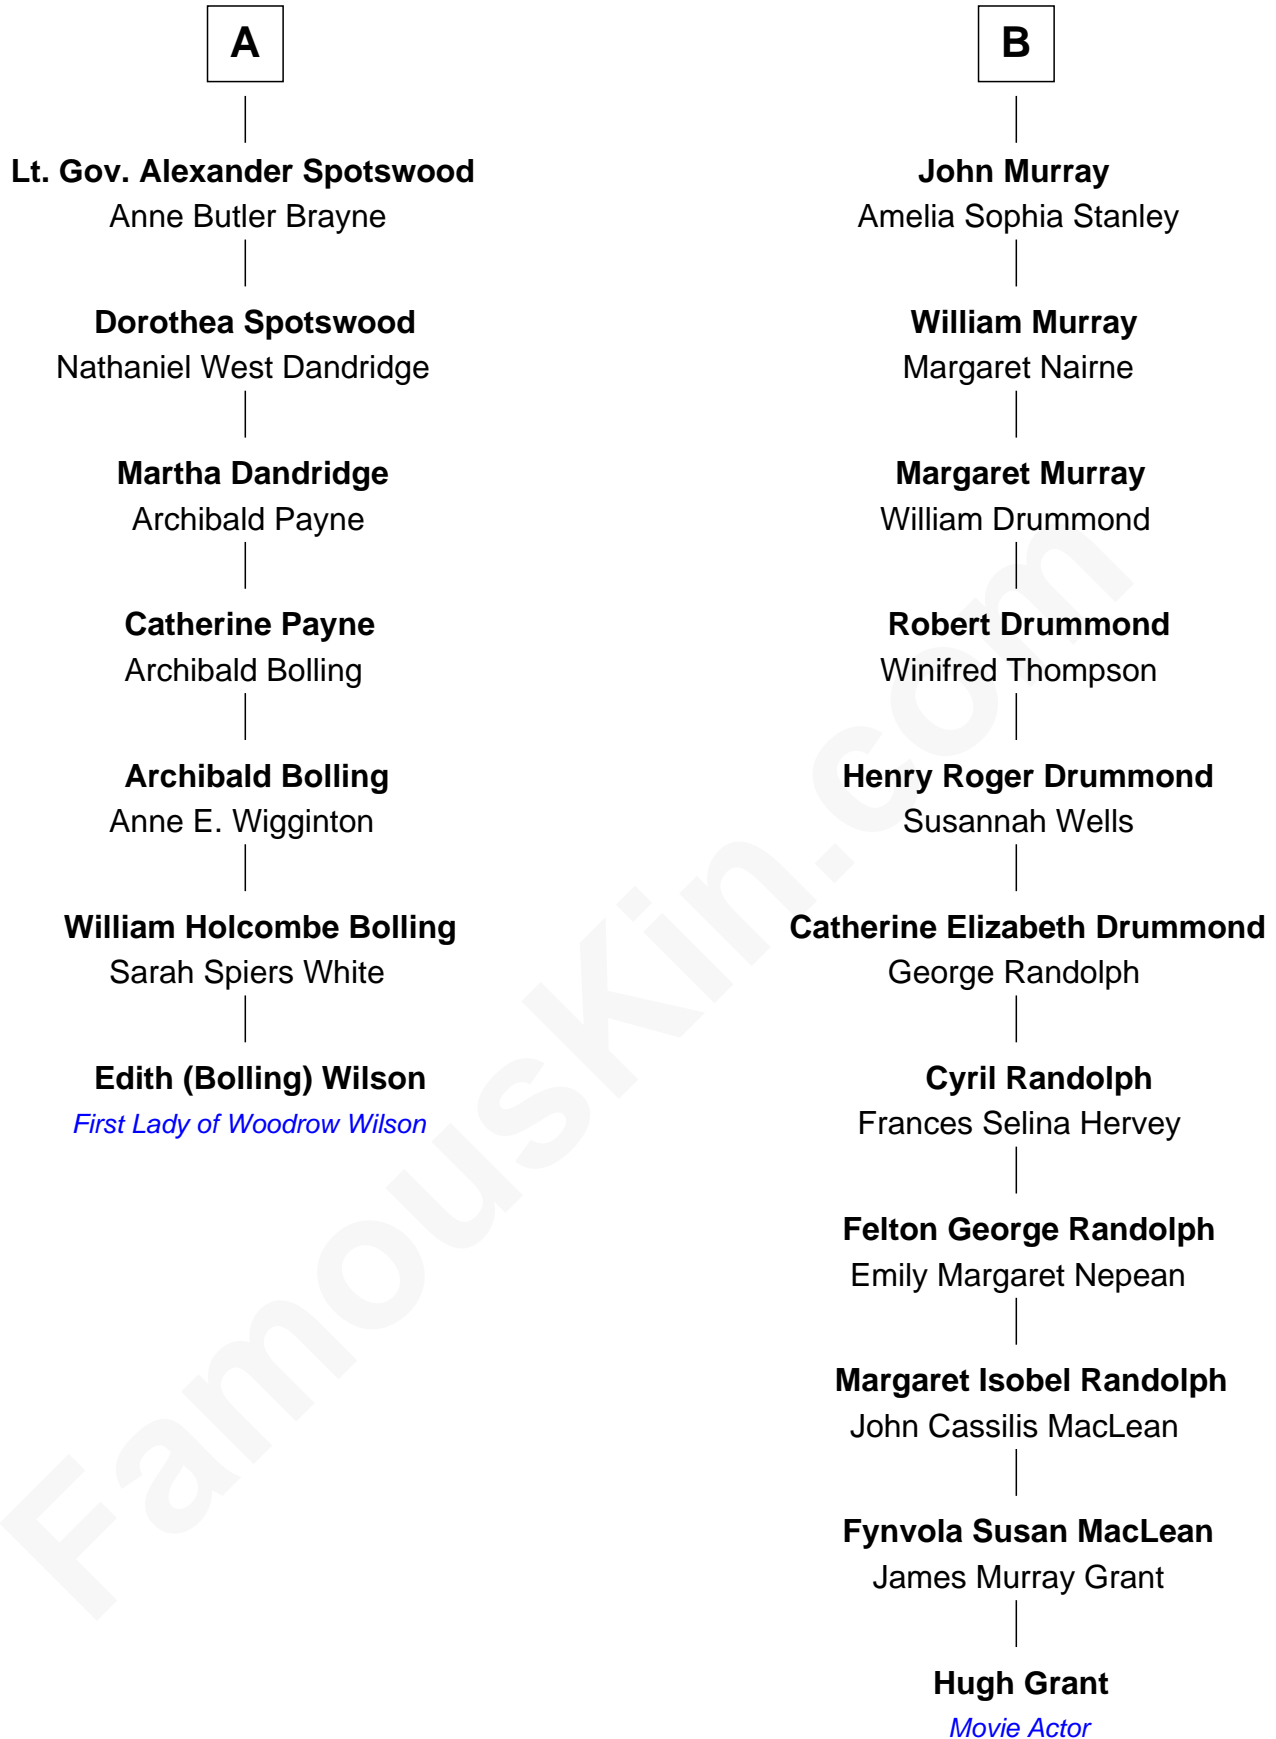 A
Lt. Gov. Alexander Spotswood
Anne Butler Brayne
Dorothea Spotswood
Nathaniel West Dandridge
Martha Dandridge
Archibald Payne
Catherine Payne
Archibald Bolling
Archibald Bolling
Anne E. Wigginton
William Holcombe Bolling
Sarah Spiers White
Edith (Bolling) Wilson
First Lady of Woodrow Wilson
B
John Murray
Amelia Sophia Stanley
William Murray
Margaret Nairne
Margaret Murray
William Drummond
Robert Drummond
Winifred Thompson
Henry Roger Drummond
Susannah Wells
Catherine Elizabeth Drummond
George Randolph
Cyril Randolph
Frances Selina Hervey
Felton George Randolph
Emily Margaret Nepean
Margaret Isobel Randolph
John Cassilis MacLean
Fynvola Susan MacLean
James Murray Grant
Hugh Grant
Movie Actor
FamousKin.com